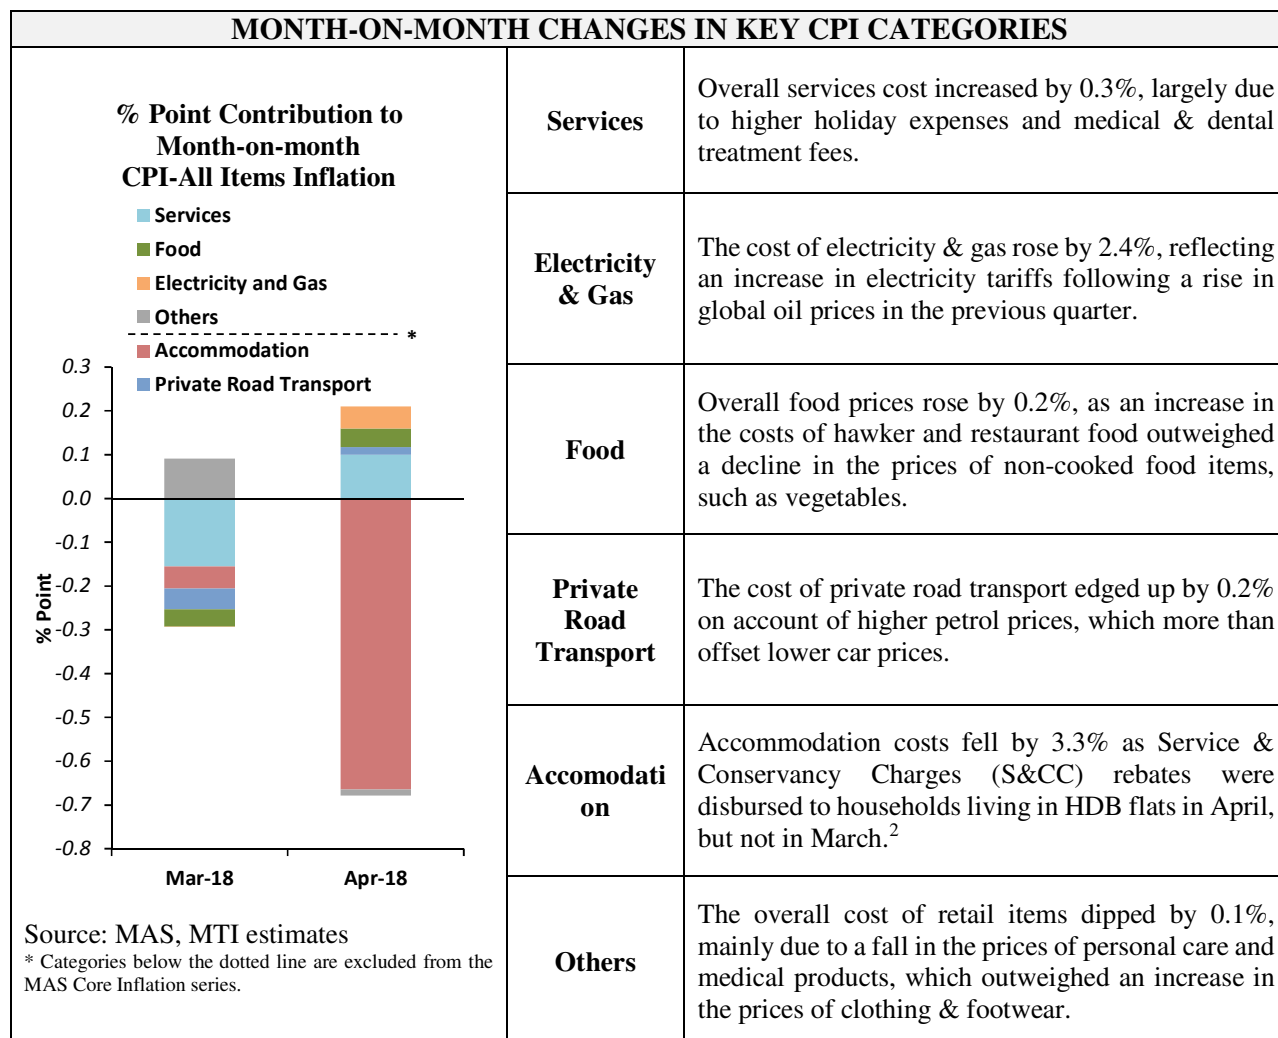 MONTH-ON-MONTH CHANGES IN KEY CPI CATEGORIES
% Point Contribution to
Month-on-month
CPI-All Items Inflation
Services
Food
Electricity and Gas
Others
*
Accommodation
Private Road Transport
0.3
0.2
0.1
0.0
-0.1
-0.2
-0.3
-0.4
-0.5
-0.6
-0.7
-0.8
% Point
Mar-18
Apr-18
Source: MAS, MTI estimates
* Categories below the dotted line are excluded from the
MAS Core Inflation series.
Services
Overall services cost increased by 0.3%, largely due
to higher holiday expenses and medical & dental
treatment fees.
Electricity
& Gas
The cost of electricity & gas rose by 2.4%, reflecting
an increase in electricity tariffs following a rise in
global oil prices in the previous quarter.
Food
Overall food prices rose by 0.2%, as an increase in
the costs of hawker and restaurant food outweighed
a decline in the prices of non-cooked food items,
such as vegetables.
Private
Road
Transport
The cost of private road transport edged up by 0.2%
on account of higher petrol prices, which more than
offset lower car prices.
Accomodati
on
Accommodation costs fell by 3.3% as Service &
Conservancy Charges (S&CC) rebates were
disbursed to households living in HDB flats in April,
but not in March.2
Others
The overall cost of retail items dipped by 0.1%,
mainly due to a fall in the prices of personal care and
medical products, which outweighed an increase in
the prices of clothing & footwear.